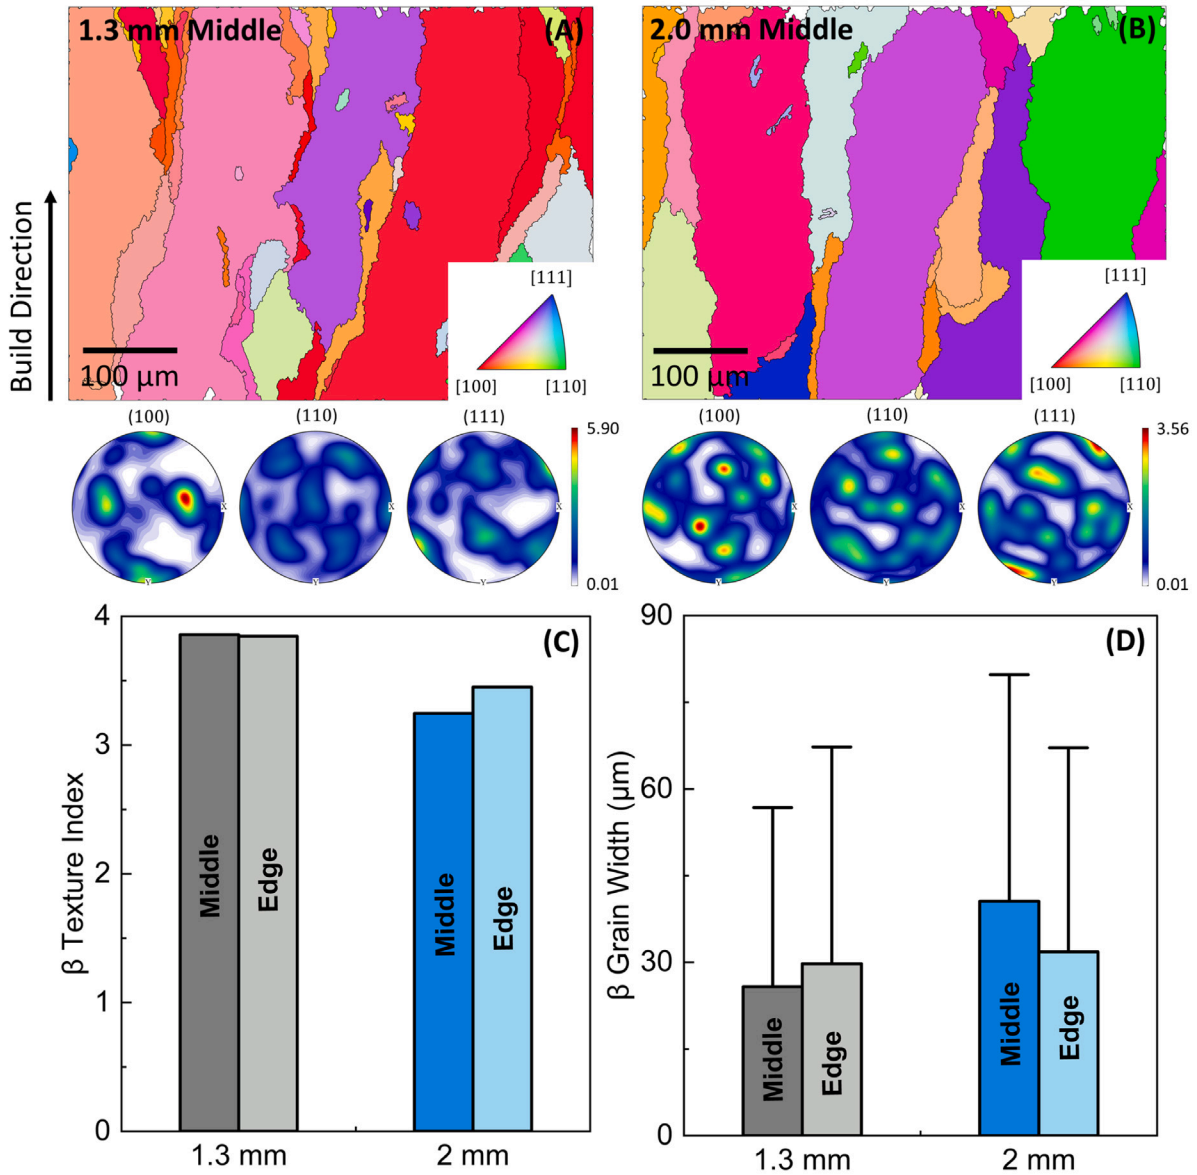 1.3 mm Middle
(A)
Build Direction
100 µm
[111]
[100]
[110]
2.0 mm Middle
(B)
100 µm
[111]
[100]
[110]
(100)
(110)
(111)
5.90
0.01
X
X
X
Y
Y
Y
(100)
(110)
(111)
3.56
0.01
X
X
X
Y
Y
Y
(C)
β Texture Index
4
3
2
1
0
Middle
Edge
Middle
Edge
1.3 mm
2 mm
(D)
β Grain Width (µm)
90
60
30
0
Middle
Edge
Middle
Edge
1.3 mm
2 mm